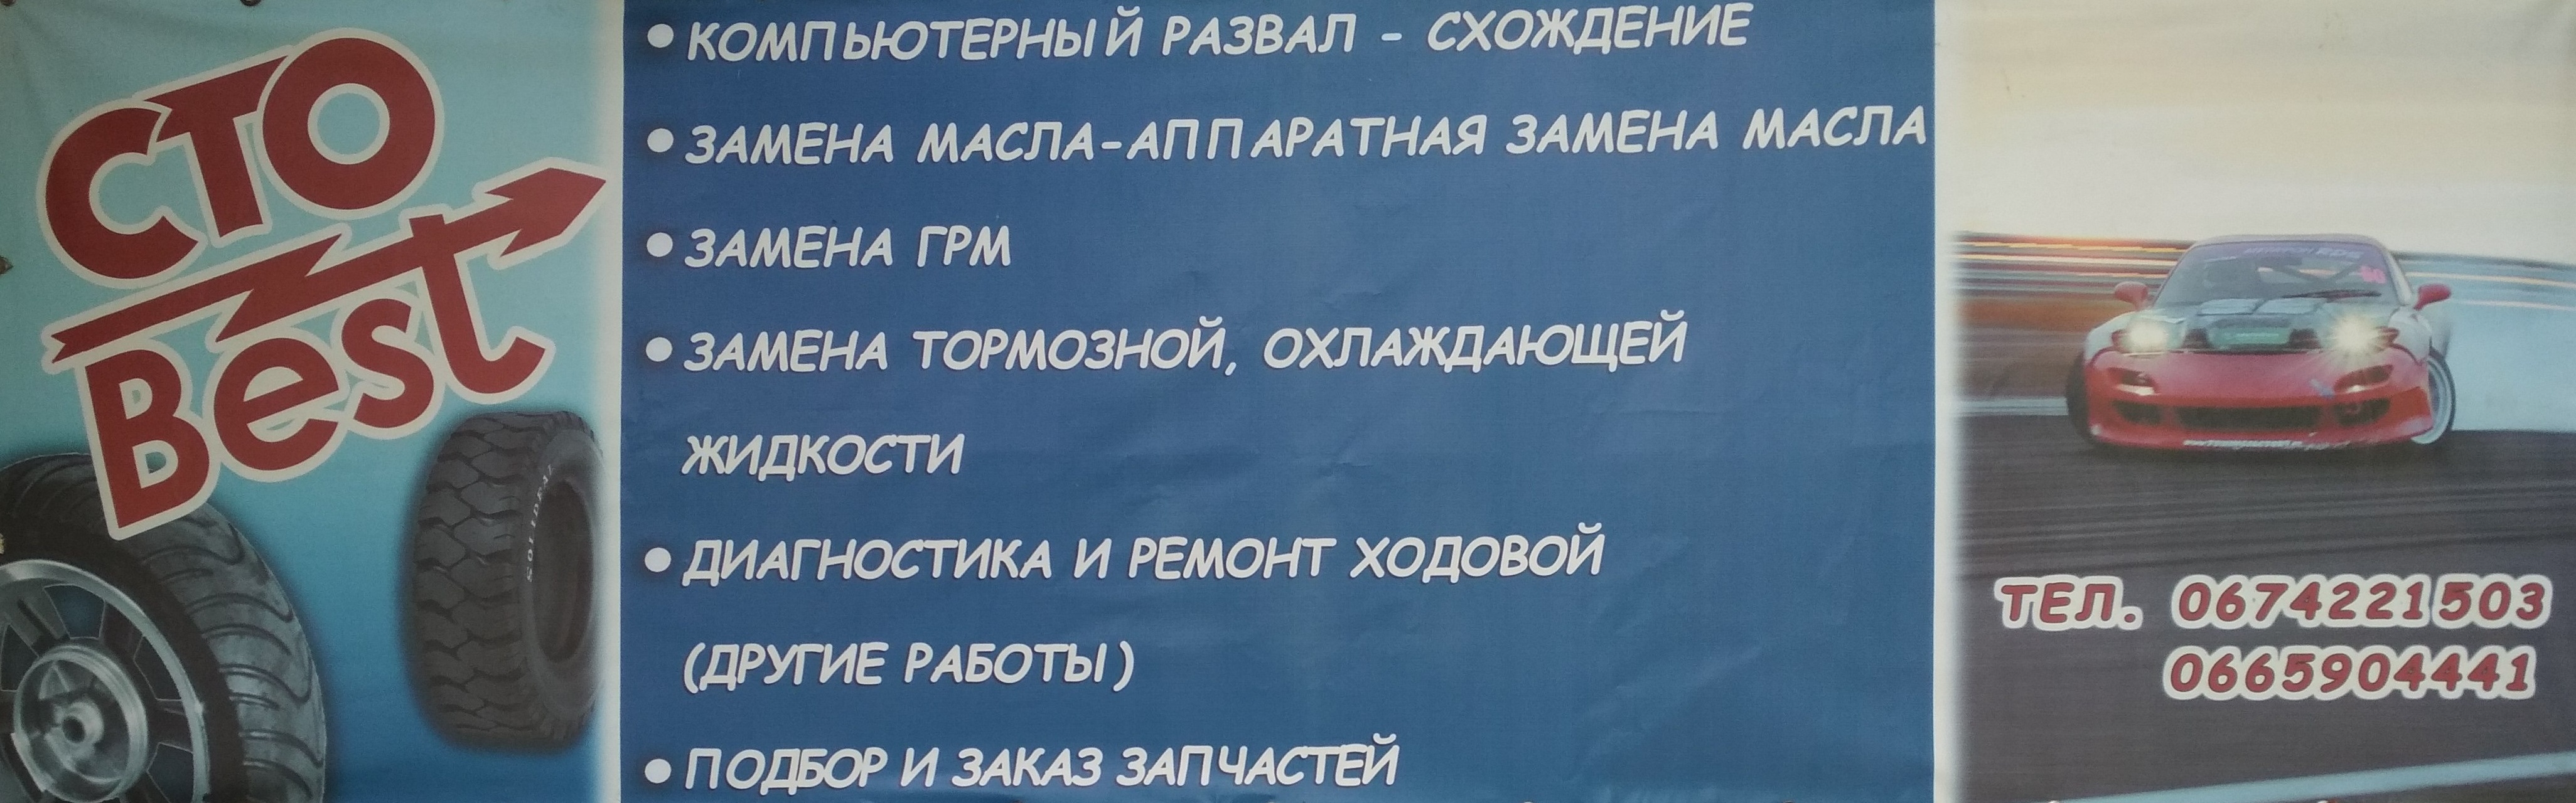 СТО
Best
SOLIDEAL
• КОМПЬЮТЕРНЫЙ РАЗВАЛ - СХОЖДЕНИЕ
• ЗАМЕНА МАСЛА-АППАРАТНАЯ ЗАМЕНА МАСЛА
• ЗАМЕНА ГРМ
• ЗАМЕНА ТОРМОЗНОЙ, ОХЛАЖДАЮЩЕЙ
ЖИДКОСТИ
• ДИАГНОСТИКА И РЕМОНТ ХОДОВОЙ
(ДРУГИЕ РАБОТЫ)
• ПОДБОР И ЗАКАЗ ЗАПЧАСТЕЙ
ТЕЛ. 0674221503
0665904441